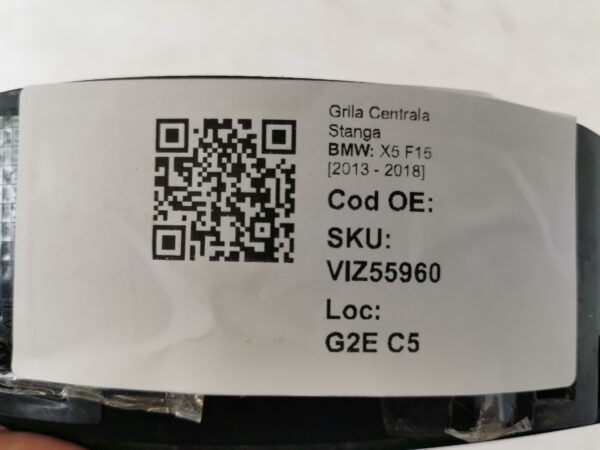 Grila Centrala
Stanga
BMW: X5 F15
[2013 - 2018]
Cod OE:
SKU:
VIZ55960
Loc:
G2E C5